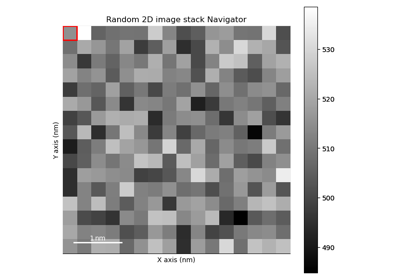 Random 2D image stack Navigator
Y axis (nm)
1 nm
X axis (nm)
530
520
510
500
490